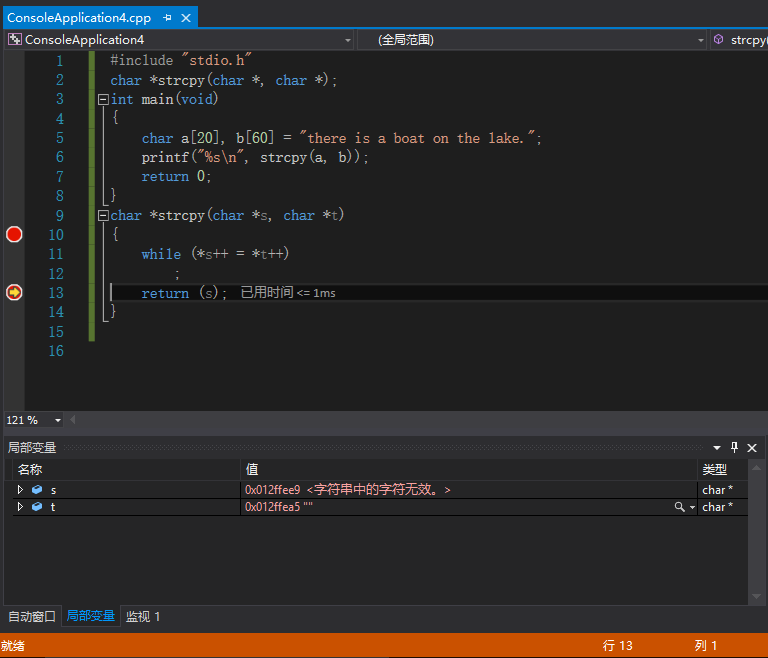 ConsoleApplication4.cpp
ConsoleApplication4 (全局范围) strcpy(
1 #include "stdio.h"
2 char *strcpy(char *, char *);
3 int main(void)
4 {
5 char a[20], b[60] = "there is a boat on the lake.";
6 printf("%s\n", strcpy(a, b));
7 return 0;
8 }
9 char *strcpy(char *s, char *t)
10 {
11 while (*s++ = *t++)
12 ;
13 return (s); 已用时间 <= 1ms
14 }
15
16
121 %
局部变量
名称 值 类型
s 0x012ffee9 <字符串中的字符无效。> char *
t 0x012ffea5 "" char *
自动窗口 局部变量 监视 1
就绪 行 13 列 1